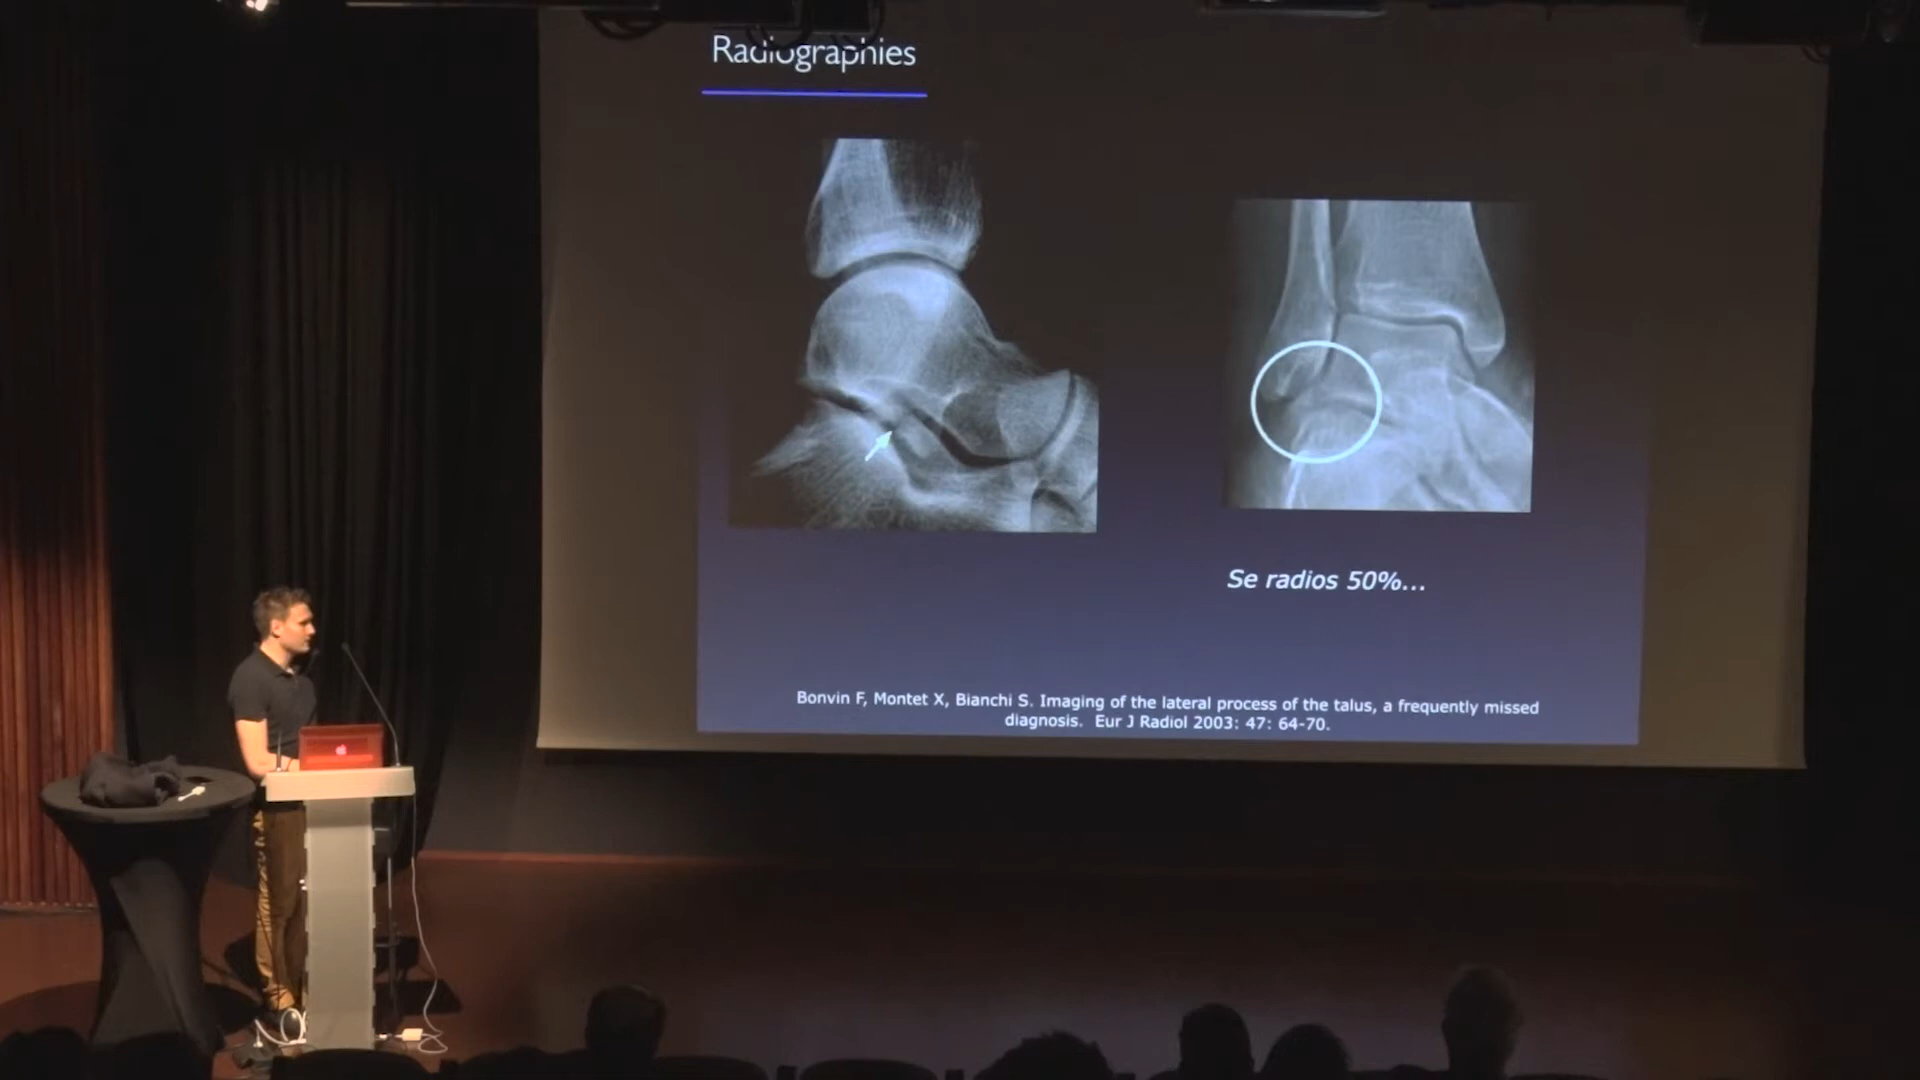 Radiographies
Se radios 50%...
Bonvin F, Montet X, Bianchi S. Imaging of the lateral process of the talus, a frequently missed
diagnosis. Eur J Radiol 2003: 47: 64-70.